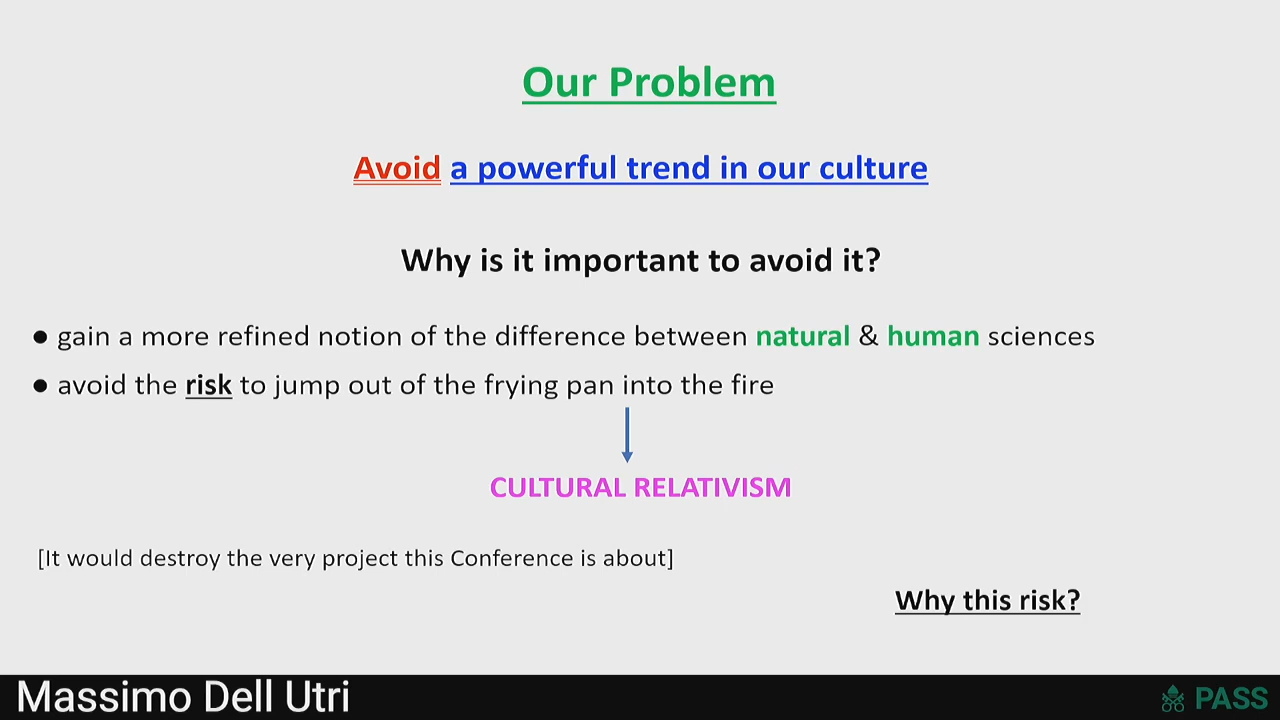 Our Problem
Avoid a powerful trend in our culture
Why is it important to avoid it?
● gain a more refined notion of the difference between natural & human sciences
● avoid the risk to jump out of the frying pan into the fire
CULTURAL RELATIVISM
[It would destroy the very project this Conference is about]
Why this risk?
Massimo Dell Utri
PASS